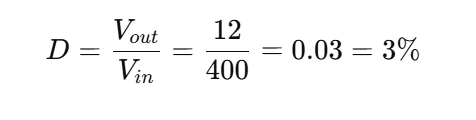 D = V_out / V_in = 12 / 400 = 0.03 = 3%